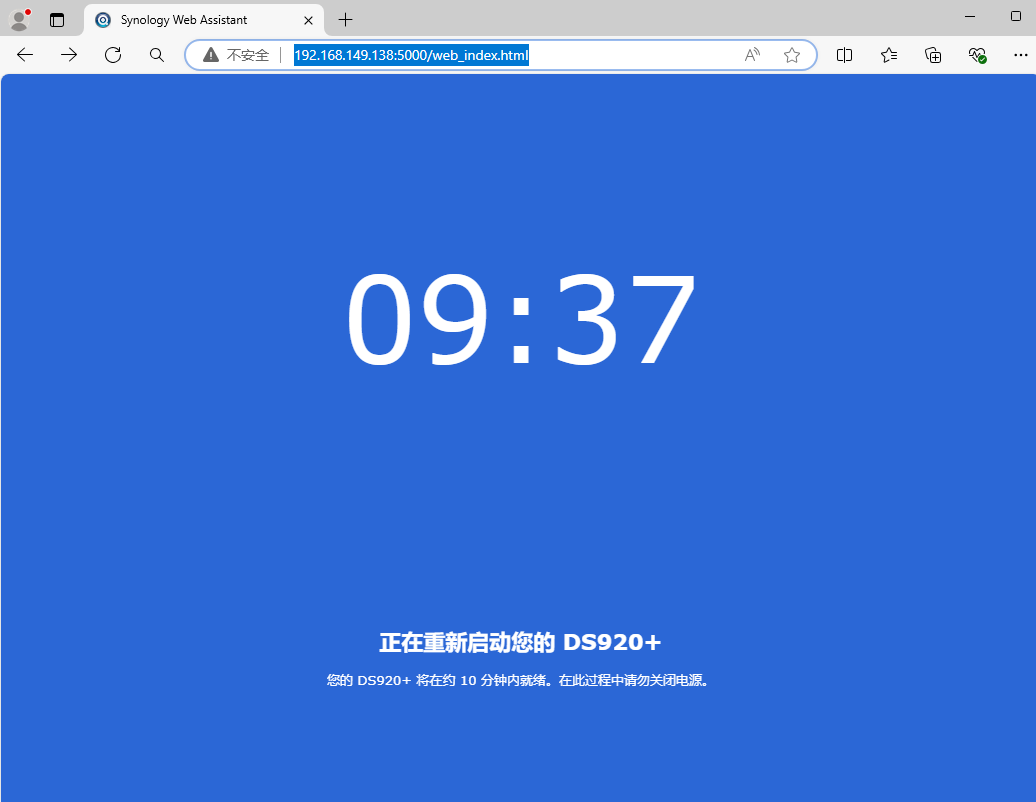 Synology Web Assistant
不安全
192.168.149.138:5000/web_index.html
09:37
正在重新启动您的 DS920+
您的 DS920+ 将在约 10 分钟内就绪。在此过程中请勿关闭电源。